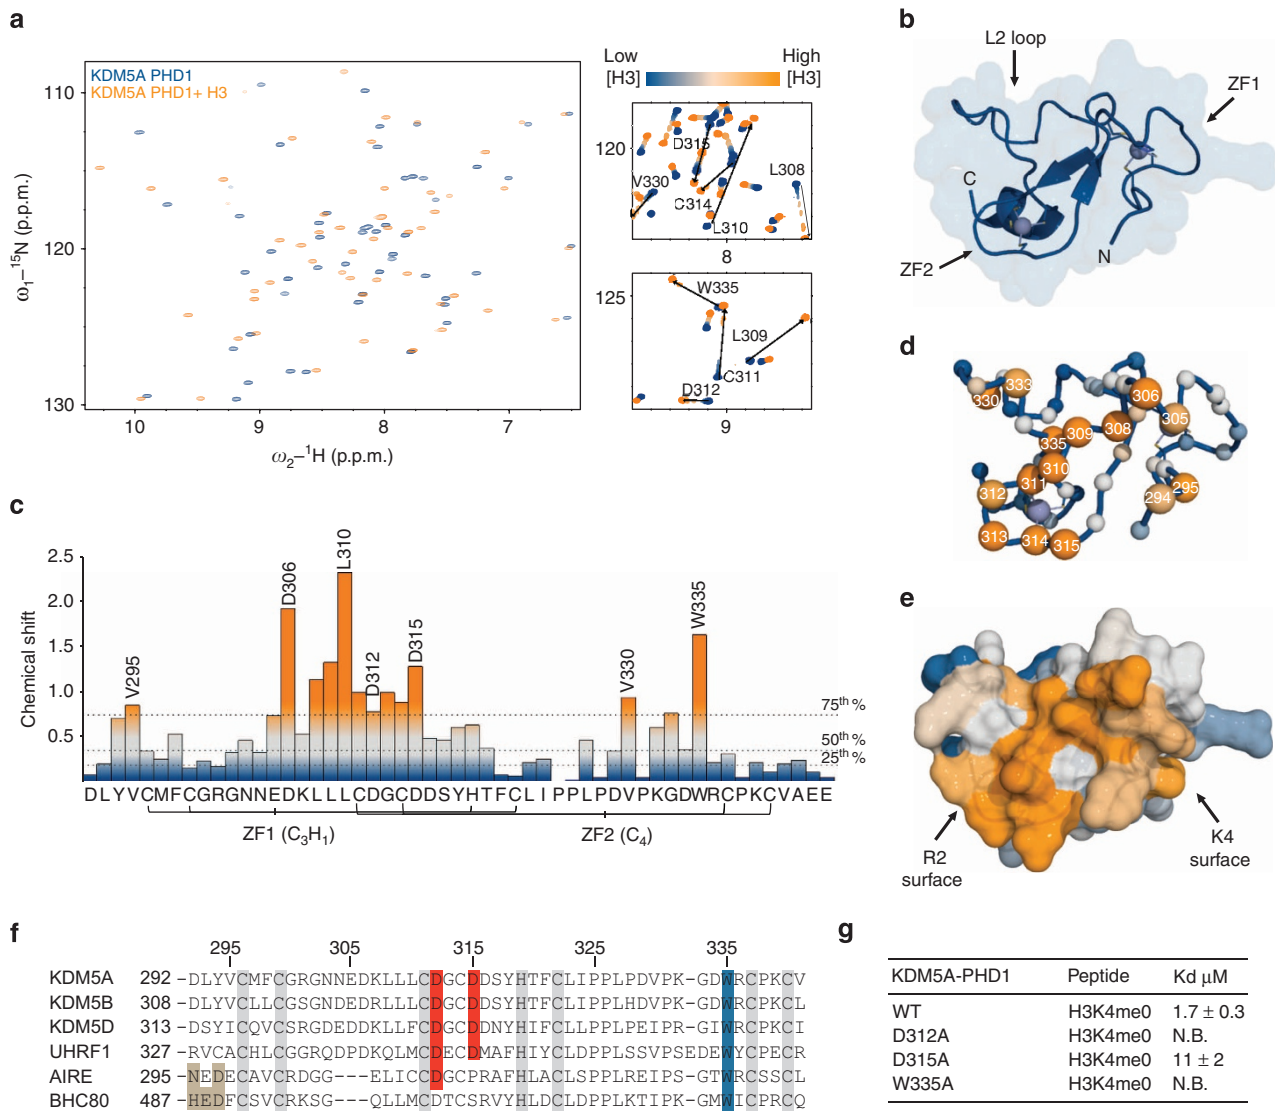 a
KDM5A PHD1
KDM5A PHD1+ H3
110
120
130
10
9
8
7
ω1–15N (p.p.m.)
ω2–1H (p.p.m.)
Low
[H3]
High
[H3]
120
D315
V330
C314
L310
L308
8
125
W335
L309
C311
D312
9
b
L2 loop
ZF1
C
N
ZF2
c
Chemical shift
2.5
2.0
1.5
1.0
0.5
V295
D306
L310
D312
D315
V330
W335
75th %
50th %
25th %
DLYVCMFCGRGNNEDKLLLCDGCDDSYHTFCLIPPLPDVPKGDWRCPKCVAEE
ZF1 (C3H1)
ZF2 (C4)
d
330
333
306
305
309
308
335
310
311
312
294
295
313
314
315
e
R2
surface
K4
surface
f
295
305
315
325
335
KDM5A 292 –DLYVCMFCGRGNNEDKLLLCDGCDDSYHTFCLIPPLPDVPK-GDWRCPKCV
KDM5B 308 –DLYVCLLCGSGNDEDRLLLCDGCDDSYHTFCLIPPLHDVPK-GDWRCPKCV
KDM5D 313 –DSYICQVCSRGDEDDKLLFCDGCDDNYHIFCLLPPLPEIPR-GIWRCPKCI
UHRF1 327 –RVCACHLCGGRQDPDKQLMCDECDMAFHIYCLDPPLSSVPSEDEWYCPECR
AIRE 295 –NEDECAVCRDGG---ELICCDGCPRAFHLACLSPPLREIPS-GTWRCSSCL
BHC80 487 –HEDFCSVCRKSG---QLLMCDTCSRVYHLDCLDPPLKTIPK-GMWICPRCQ
g
KDM5A-PHD1 Peptide Kd µM
WT H3K4me0 1.7 ± 0.3
D312A H3K4me0 N.B.
D315A H3K4me0 11 ± 2
W335A H3K4me0 N.B.